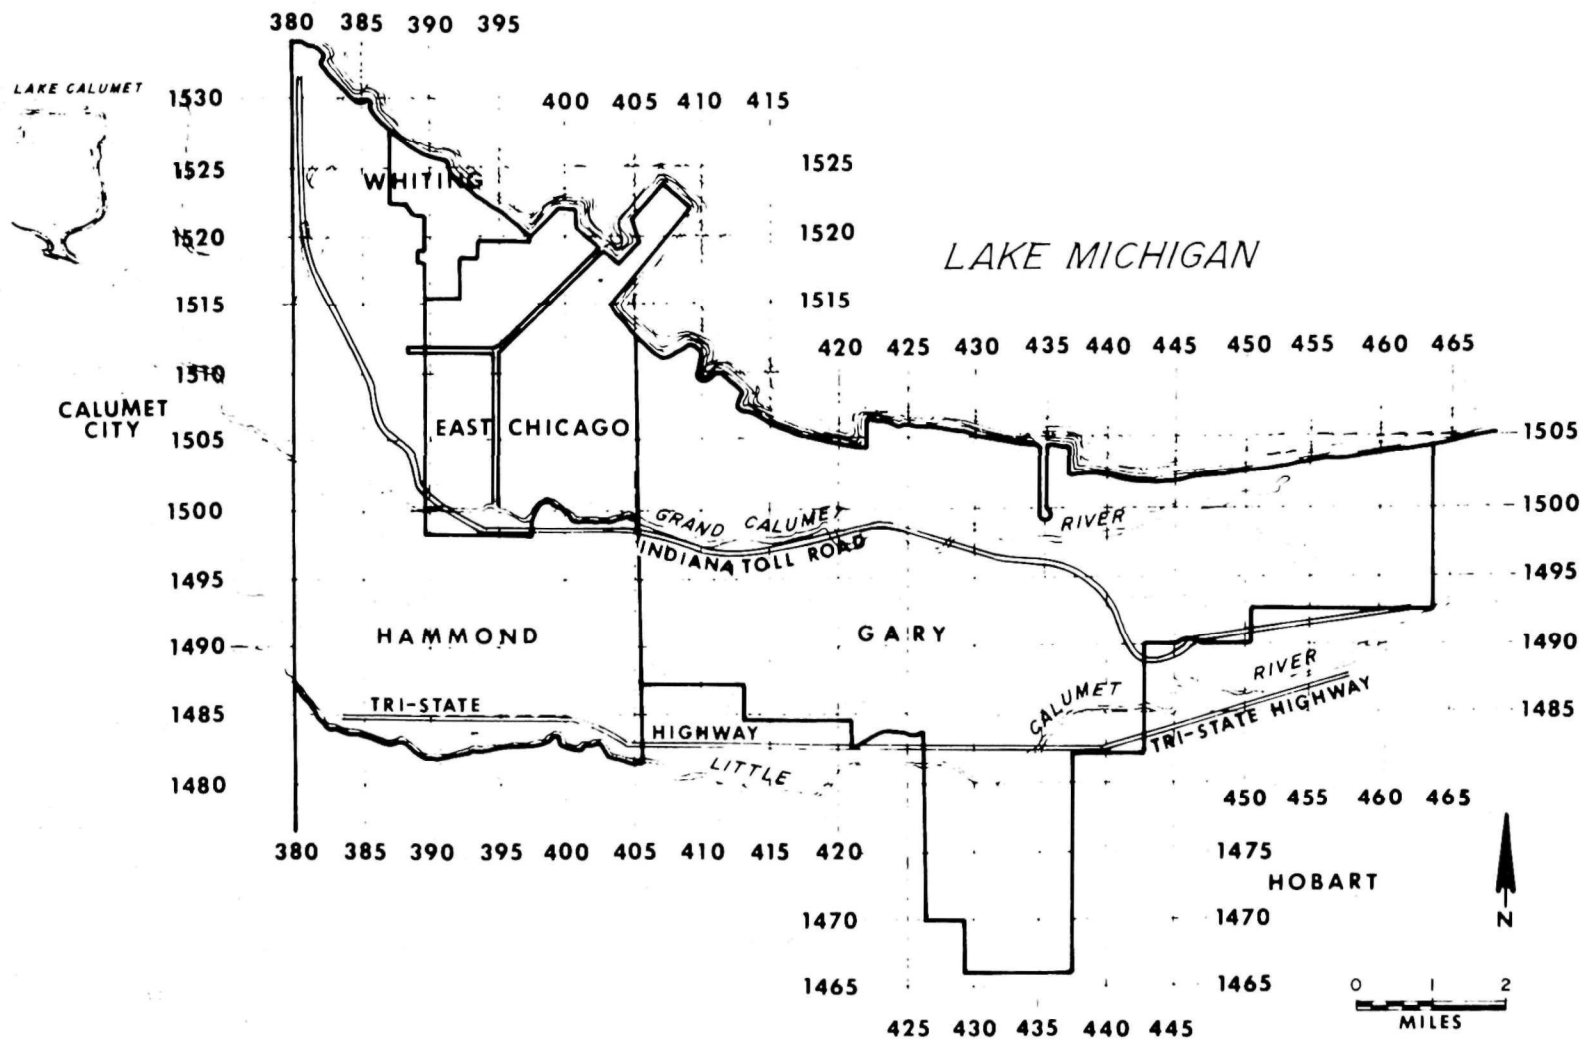 380 385 390 395
LAKE CALUMET
1530
400 405 410 415
1525
1525
WHITING
1520
1520
LAKE MICHIGAN
1515
1515
420 425 430 435 440 445 450 455 460 465
1510
CALUMET
CITY
1505
EAST CHICAGO
1505
1500
GRAND CALUMET
RIVER
1500
INDIANA TOLL ROAD
1495
1495
HAMMOND
GARY
1490
1490
CALUMET
RIVER
TRI-STATE
1485
HIGHWAY
TRI-STATE HIGHWAY
1485
LITTLE
1480
450 455 460 465
380 385 390 395 400 405 410 415 420
1475
HOBART
1470
1470
N
1465
1465
0 1 2
MILES
425 430 435 440 445